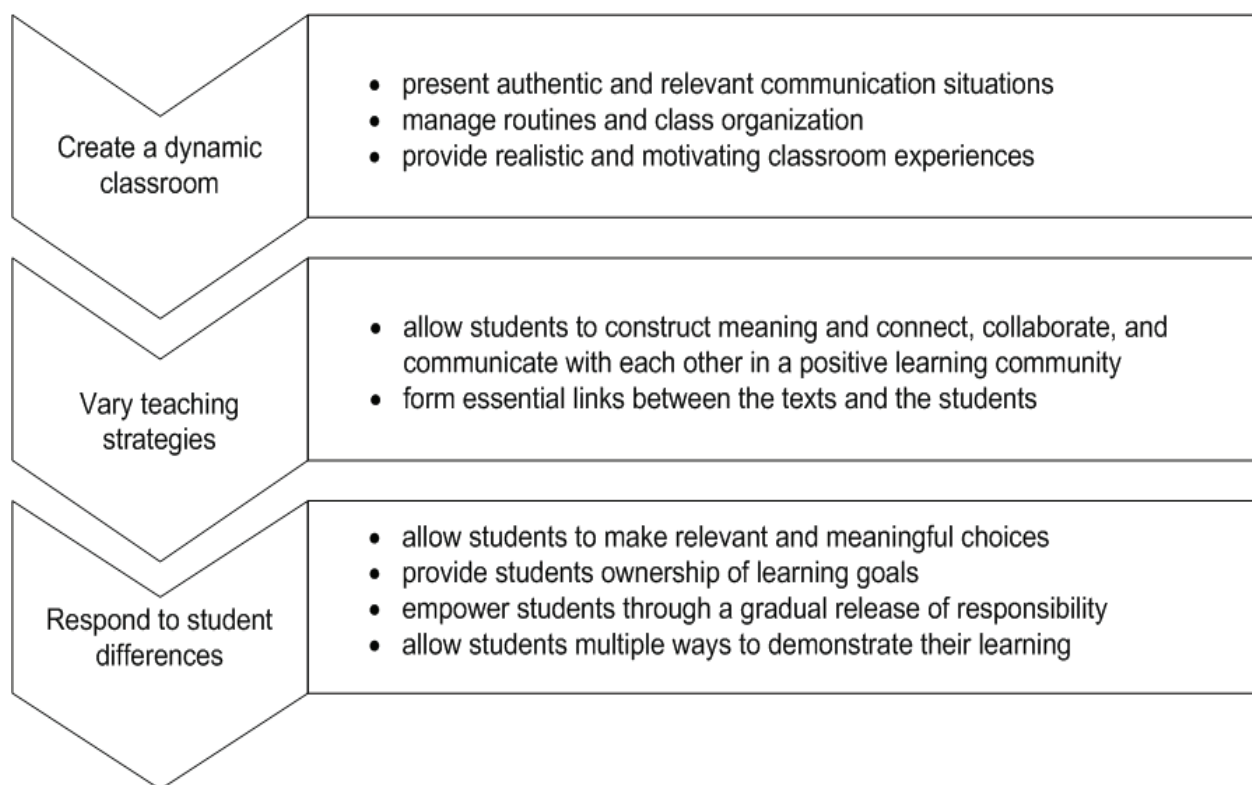 Create a dynamic
classroom
• present authentic and relevant communication situations
• manage routines and class organization
• provide realistic and motivating classroom experiences
Vary teaching
strategies
• allow students to construct meaning and connect, collaborate, and
communicate with each other in a positive learning community
• form essential links between the texts and the students
Respond to student
differences
• allow students to make relevant and meaningful choices
• provide students ownership of learning goals
• empower students through a gradual release of responsibility
• allow students multiple ways to demonstrate their learning